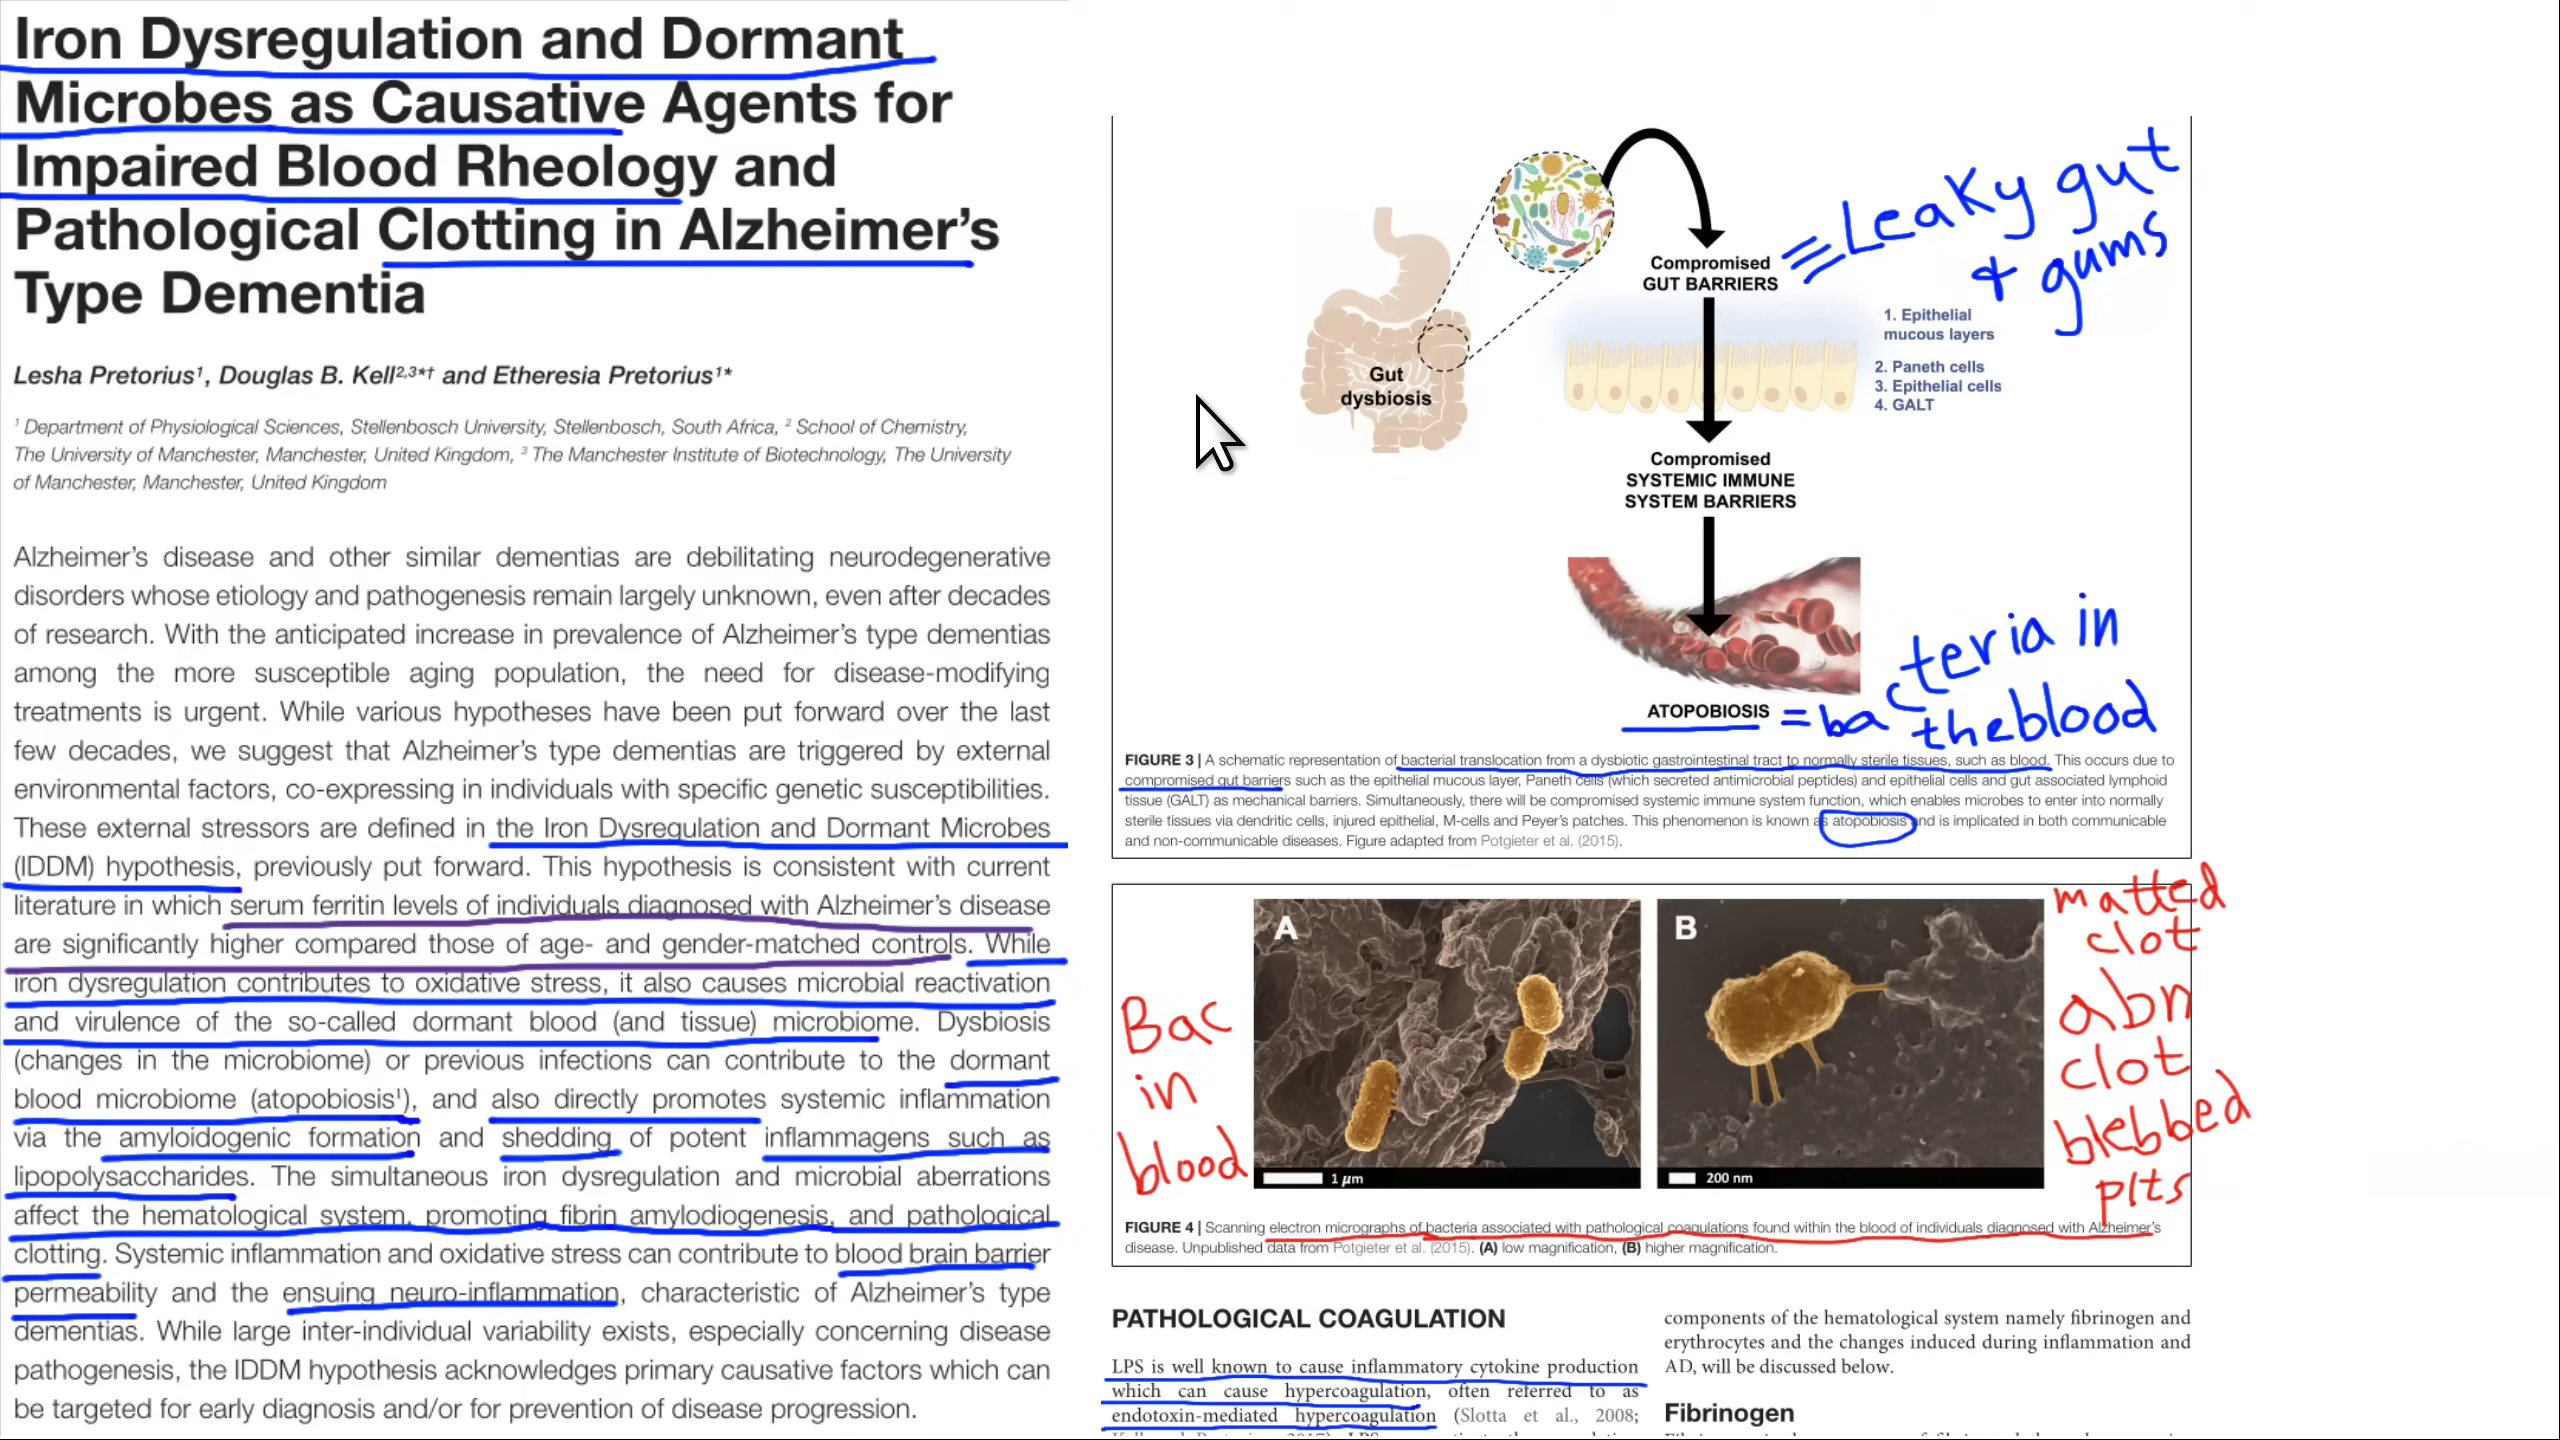 Iron Dysregulation and Dormant
Microbes as Causative Agents for
Impaired Blood Rheology and
Pathological Clotting in Alzheimer's
Type Dementia
Lesha Pretorius¹, Douglas B. Kell²,³*† and Etheresia Pretorius¹*
¹ Department of Physiological Sciences, Stellenbosch University, Stellenbosch, South Africa, ² School of Chemistry,
The University of Manchester, Manchester, United Kingdom, ³ The Manchester Institute of Biotechnology, The University
of Manchester, Manchester, United Kingdom
Alzheimer's disease and other similar dementias are debilitating neurodegenerative
disorders whose etiology and pathogenesis remain largely unknown, even after decades
of research. With the anticipated increase in prevalence of Alzheimer's type dementias
among the more susceptible aging population, the need for disease-modifying
treatments is urgent. While various hypotheses have been put forward over the last
few decades, we suggest that Alzheimer's type dementias are triggered by external
environmental factors, co-expressing in individuals with specific genetic susceptibilities.
These external stressors are defined in the Iron Dysregulation and Dormant Microbes
(IDDM) hypothesis, previously put forward. This hypothesis is consistent with current
literature in which serum ferritin levels of individuals diagnosed with Alzheimer's disease
are significantly higher compared those of age- and gender-matched controls. While
iron dysregulation contributes to oxidative stress, it also causes microbial reactivation
and virulence of the so-called dormant blood (and tissue) microbiome. Dysbiosis
(changes in the microbiome) or previous infections can contribute to the dormant
blood microbiome (atopobiosis¹), and also directly promotes systemic inflammation
via the amyloidogenic formation and shedding of potent inflammagens such as
lipopolysaccharides. The simultaneous iron dysregulation and microbial aberrations
affect the hematological system, promoting fibrin amylodiogenesis, and pathological
clotting. Systemic inflammation and oxidative stress can contribute to blood brain barrier
permeability and the ensuing neuro-inflammation, characteristic of Alzheimer's type
dementias. While large inter-individual variability exists, especially concerning disease
pathogenesis, the IDDM hypothesis acknowledges primary causative factors which can
be targeted for early diagnosis and/or for prevention of disease progression.
Compromised
GUT BARRIERS
= Leaky gut
+ gums
1. Epithelial
mucous layers
2. Paneth cells
3. Epithelial cells
4. GALT
Gut
dysbiosis
Compromised
SYSTEMIC IMMUNE
SYSTEM BARRIERS
ATOPOBIOSIS
= bacteria in
the blood
FIGURE 3 | A schematic representation of bacterial translocation from a dysbiotic gastrointestinal tract to normally sterile tissues, such as blood. This occurs due to
compromised gut barriers such as the epithelial mucous layer, Paneth cells (which secreted antimicrobial peptides) and epithelial cells and gut associated lymphoid
tissue (GALT) as mechanical barriers. Simultaneously, there will be compromised systemic immune system function, which enables microbes to enter into normally
sterile tissues via dendritic cells, injured epithelial, M-cells and Peyer's patches. This phenomenon is known as atopobiosis and is implicated in both communicable
and non-communicable diseases. Figure adapted from Potgieter et al. (2015).
Bac
in
blood
A
1 µm
B
200 nm
matted
clot
abn
clot
blebbed
plts
FIGURE 4 | Scanning electron micrographs of bacteria associated with pathological coagulations found within the blood of individuals diagnosed with Alzheimer's
disease. Unpublished data from Potgieter et al. (2015). (A) low magnification, (B) higher magnification.
PATHOLOGICAL COAGULATION
LPS is well known to cause inflammatory cytokine production
which can cause hypercoagulation, often referred to as
endotoxin-mediated hypercoagulation (Slotta et al., 2008;
components of the hematological system namely fibrinogen and
erythrocytes and the changes induced during inflammation and
AD, will be discussed below.
Fibrinogen